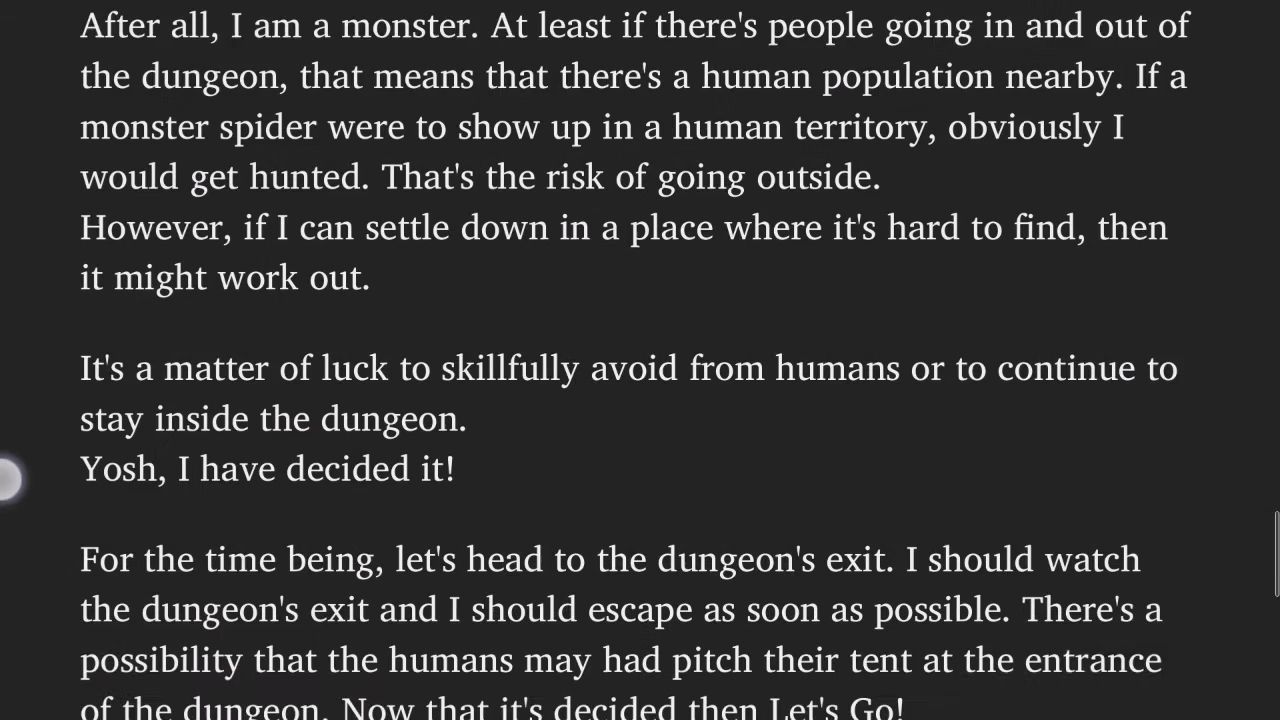 After all, I am a monster. At least if there's people going in and out of
the dungeon, that means that there's a human population nearby. If a
monster spider were to show up in a human territory, obviously I
would get hunted. That's the risk of going outside.
However, if I can settle down in a place where it's hard to find, then
it might work out.
It's a matter of luck to skillfully avoid from humans or to continue to
stay inside the dungeon.
Yosh, I have decided it!
For the time being, let's head to the dungeon's exit. I should watch
the dungeon's exit and I should escape as soon as possible. There's a
possibility that the humans may had pitch their tent at the entrance
of the dungeon. Now that it's decided then Let's Go!